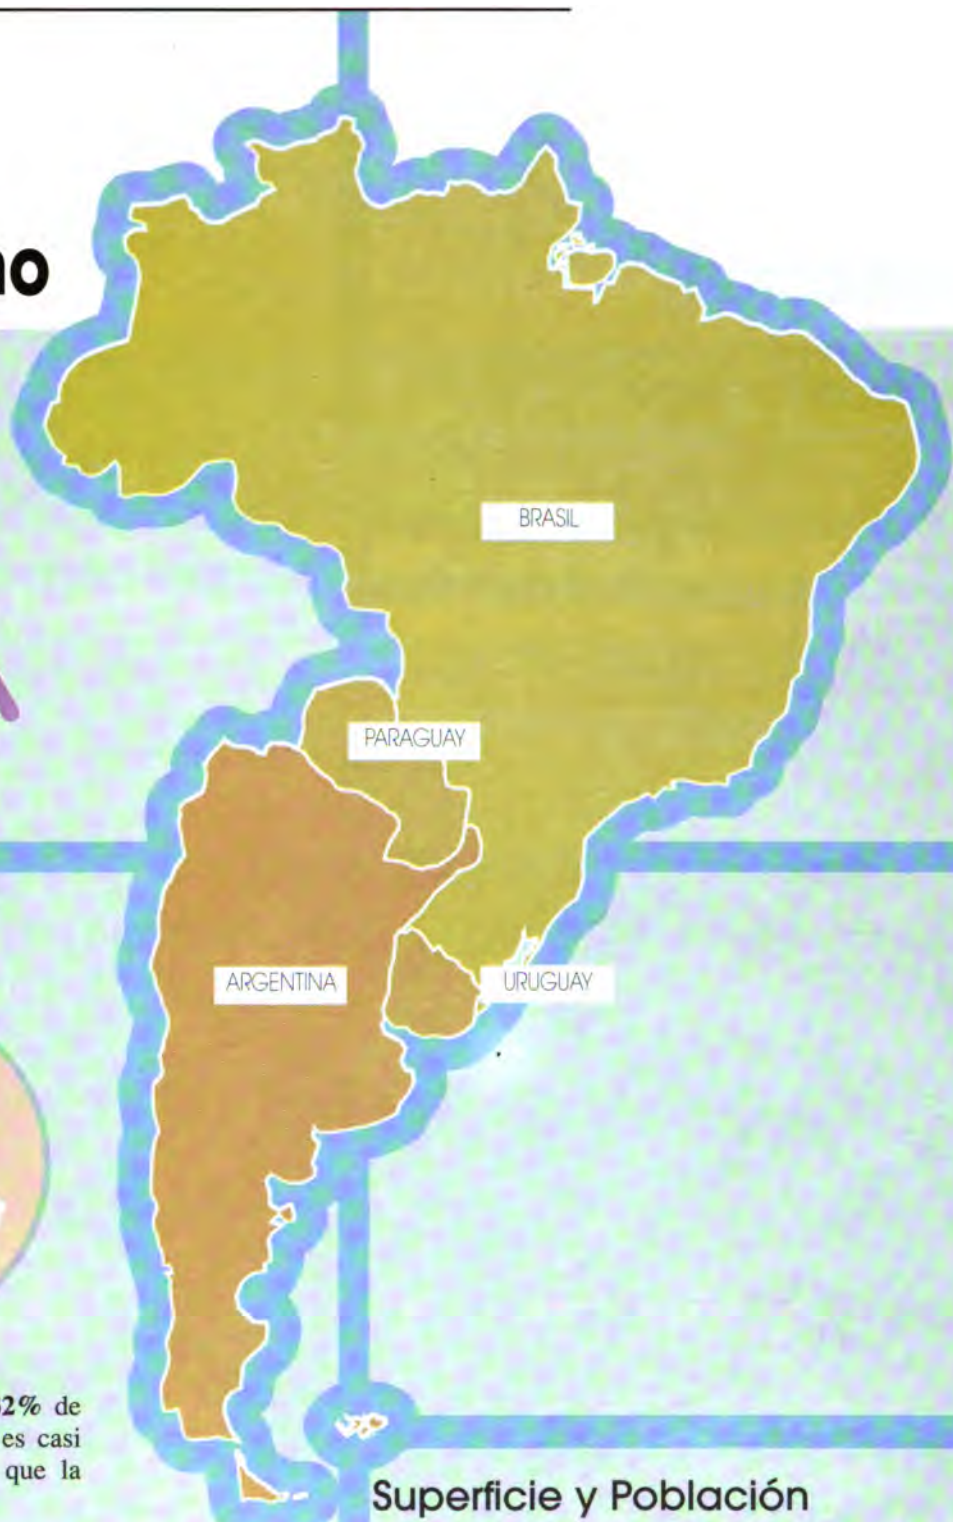 no
BRASIL
PARAGUAY
ARGENTINA
URUGUAY
2% de
es casi
que la
Superficie y Población